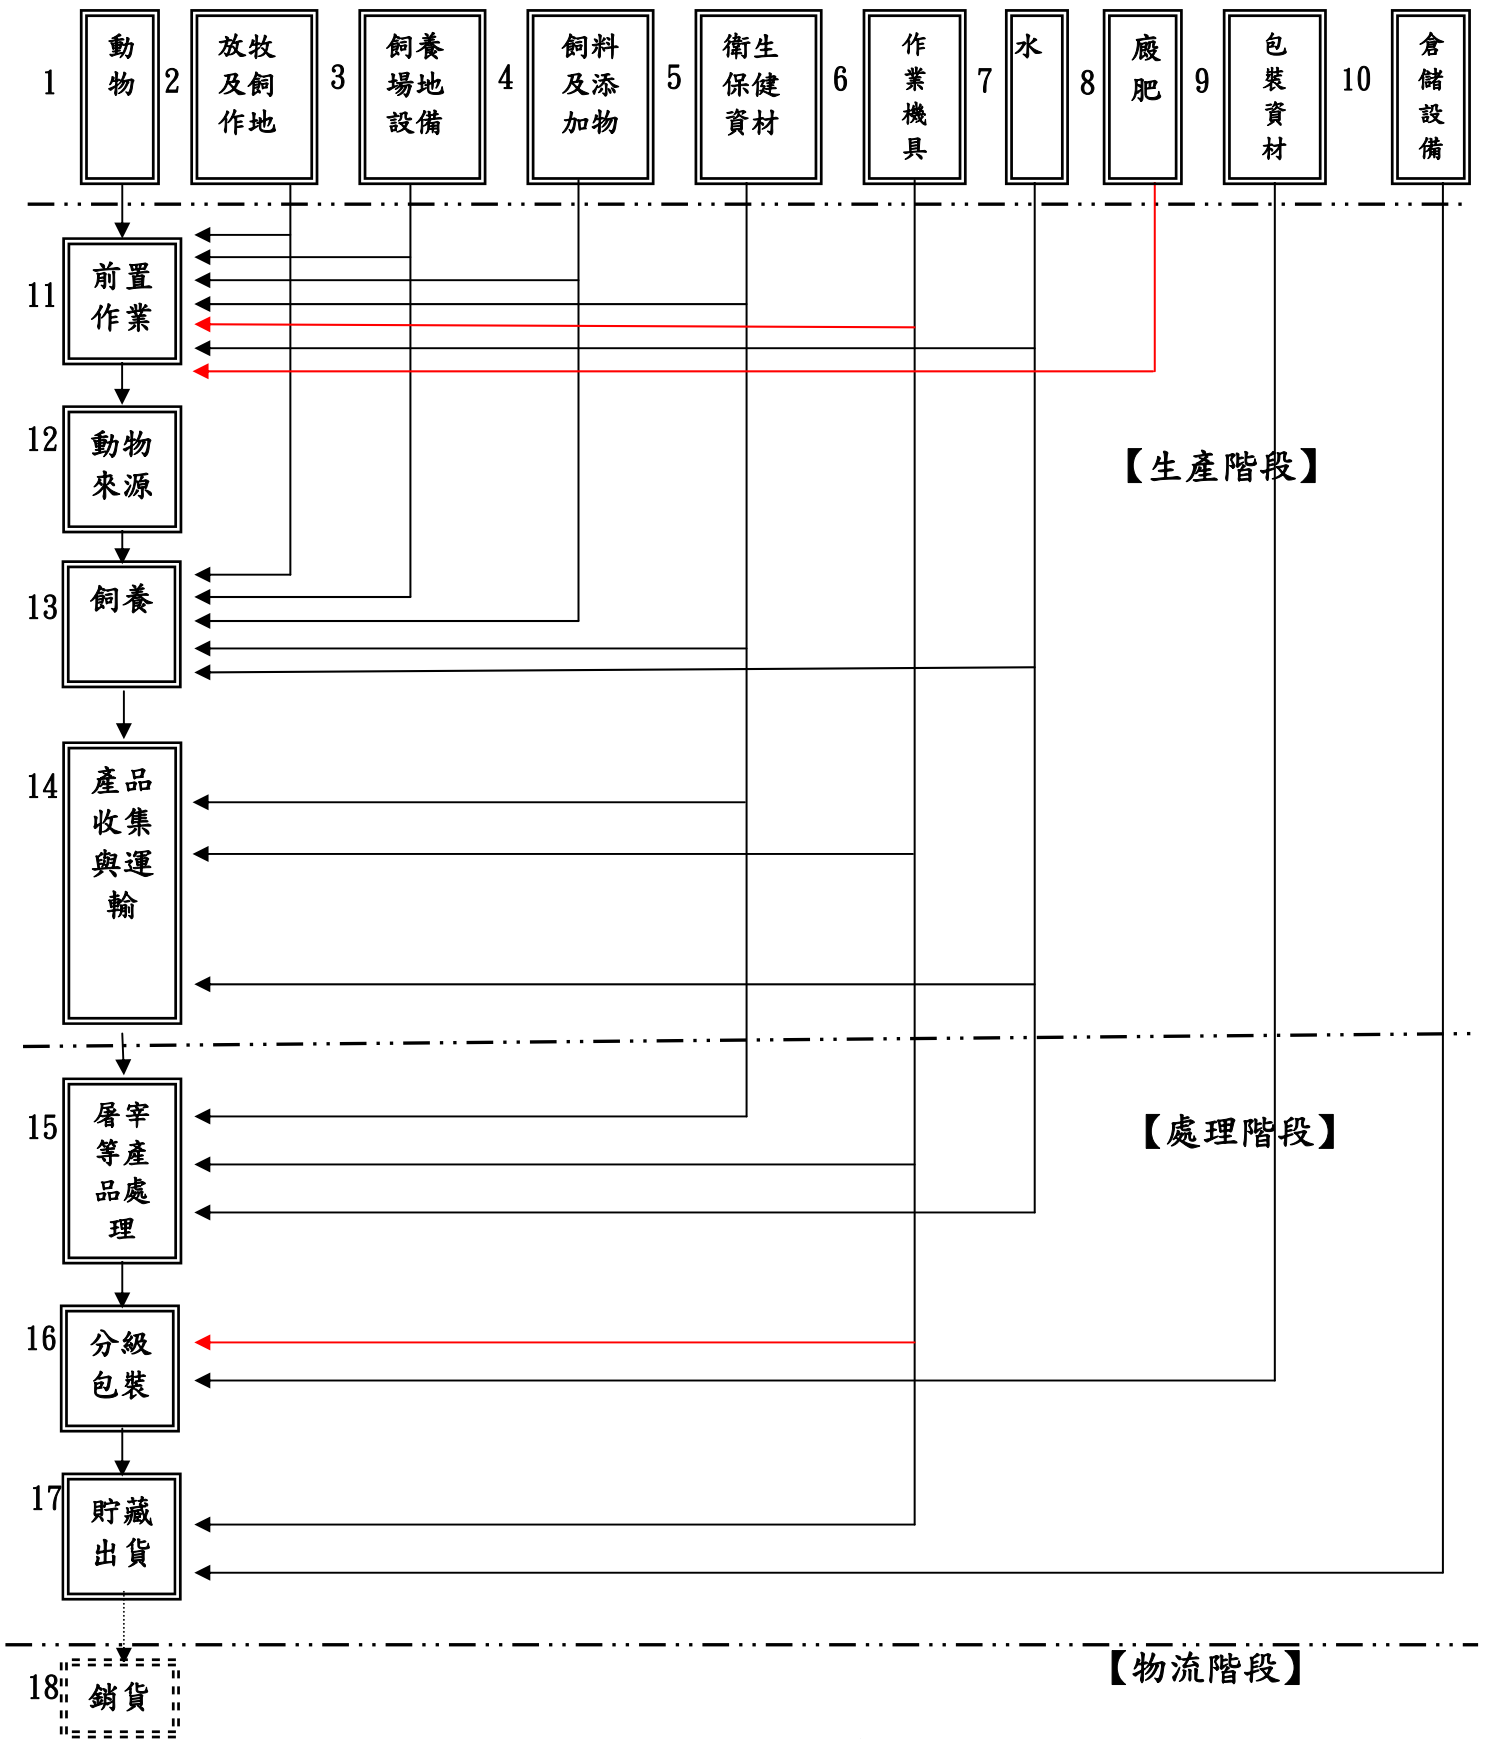 1
動
物
2
放牧
及飼
作地
3
飼養
場地
設備
4
飼料
及添
加物
5
衛生
保健
資材
6
作
業
機
具
7
水
8
廄
肥
9
包
裝
資
材
10
倉
儲
設
備
11
前置
作業
12
動物
來源
【生產階段】
13
飼養
14
產品
收集
與運
輸
15
屠宰
等產
品處
理
【處理階段】
16
分級
包裝
17
貯藏
出貨
【物流階段】
18
銷貨